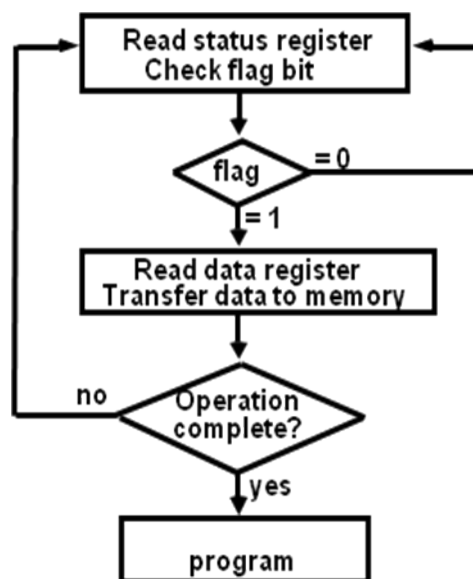 Read status register
Check flag bit
flag
= 0
= 1
Read data register
Transfer data to memory
Operation
complete?
no
yes
program